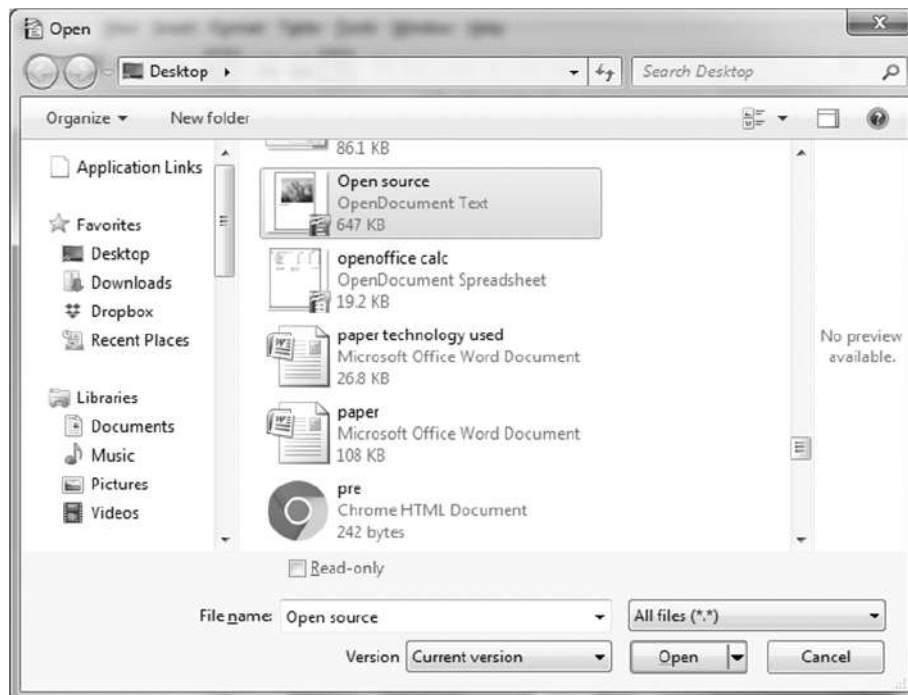 Open
Desktop
Search Desktop
Organize
New folder
Application Links
Favorites
Desktop
Downloads
Dropbox
Recent Places
Libraries
Documents
Music
Pictures
Videos
86.1 KB
Open source
OpenDocument Text
647 KB
openoffice calc
OpenDocument Spreadsheet
19.2 KB
paper technology used
Microsoft Office Word Document
26.8 KB
paper
Microsoft Office Word Document
108 KB
pre
Chrome HTML Document
242 bytes
No preview
available.
Read-only
File name: Open source
All files (*.*)
Version Current version
Open
Cancel